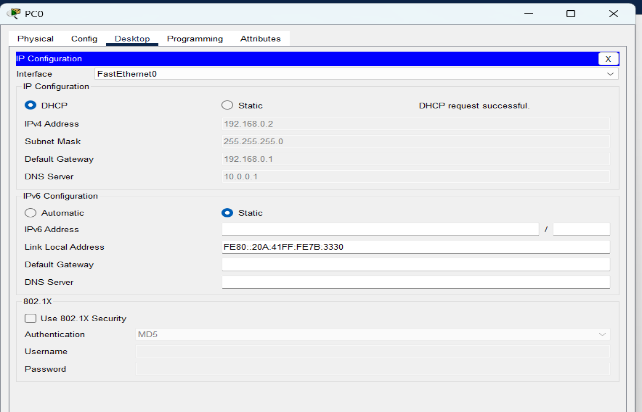 PC0
Physical Config Desktop Programming Attributes
IP Configuration X
Interface FastEthernet0
IP Configuration
DHCP Static DHCP request successful.
IPv4 Address 192.168.0.2
Subnet Mask 255.255.255.0
Default Gateway 192.168.0.1
DNS Server 10.0.0.1
IPv6 Configuration
Automatic Static
IPv6 Address /
Link Local Address FE80::20A:41FF:FE7B:3330
Default Gateway
DNS Server
802.1X
Use 802.1X Security
Authentication MD5
Username
Password